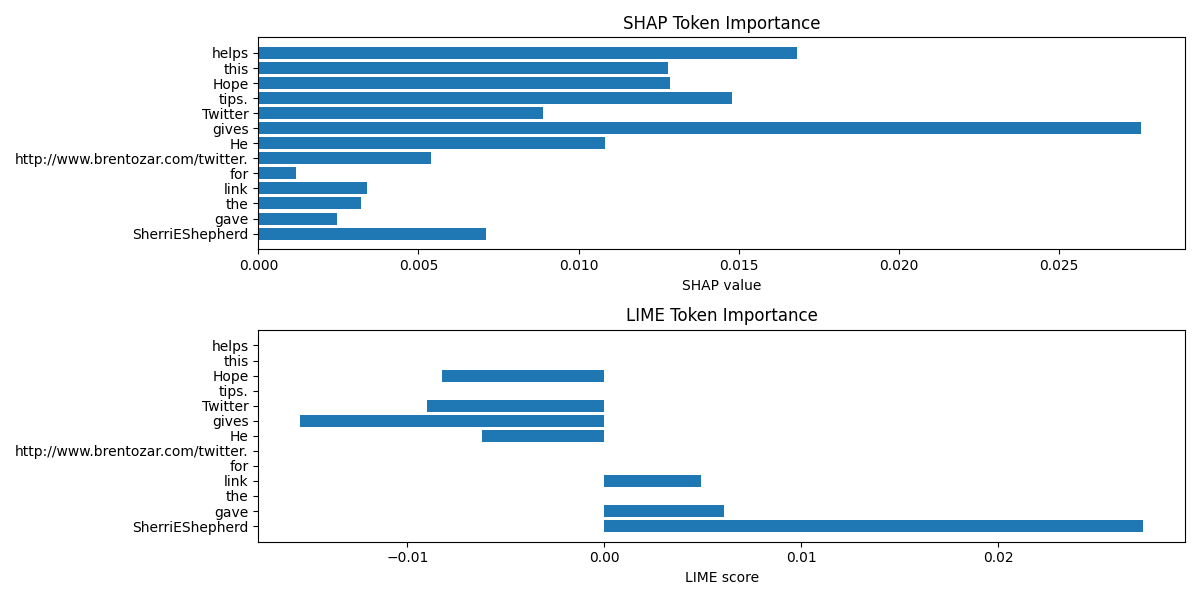 SHAP Token Importance
helps
this
Hope
tips.
Twitter
gives
He
http://www.brentozar.com/twitter.
for
link
the
gave
SherriEShepherd
0.000 0.005 0.010 0.015 0.020 0.025
SHAP value
LIME Token Importance
helps
this
Hope
tips.
Twitter
gives
He
http://www.brentozar.com/twitter.
for
link
the
gave
SherriEShepherd
−0.01 0.00 0.01 0.02
LIME score